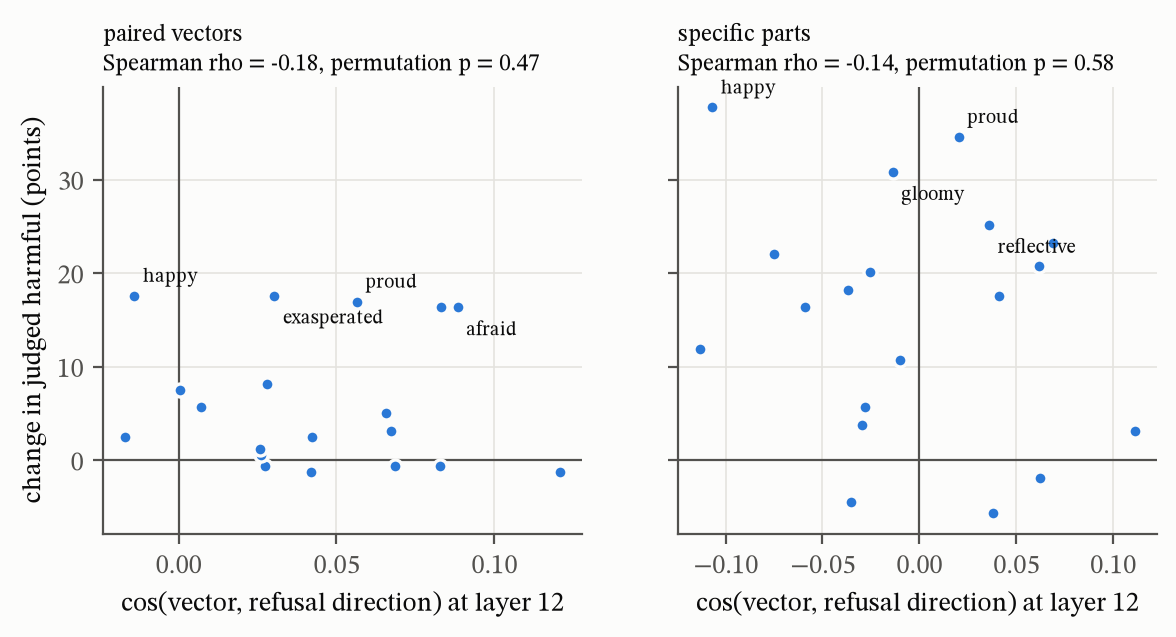 paired vectors
Spearman rho = -0.18, permutation p = 0.47
specific parts
Spearman rho = -0.14, permutation p = 0.58
change in judged harmful (points)
30
20
10
0
happy
exasperated
proud
afraid
0.00
0.05
0.10
cos(vector, refusal direction) at layer 12
happy
proud
gloomy
reflective
−0.10
−0.05
0.00
0.05
0.10
cos(vector, refusal direction) at layer 12